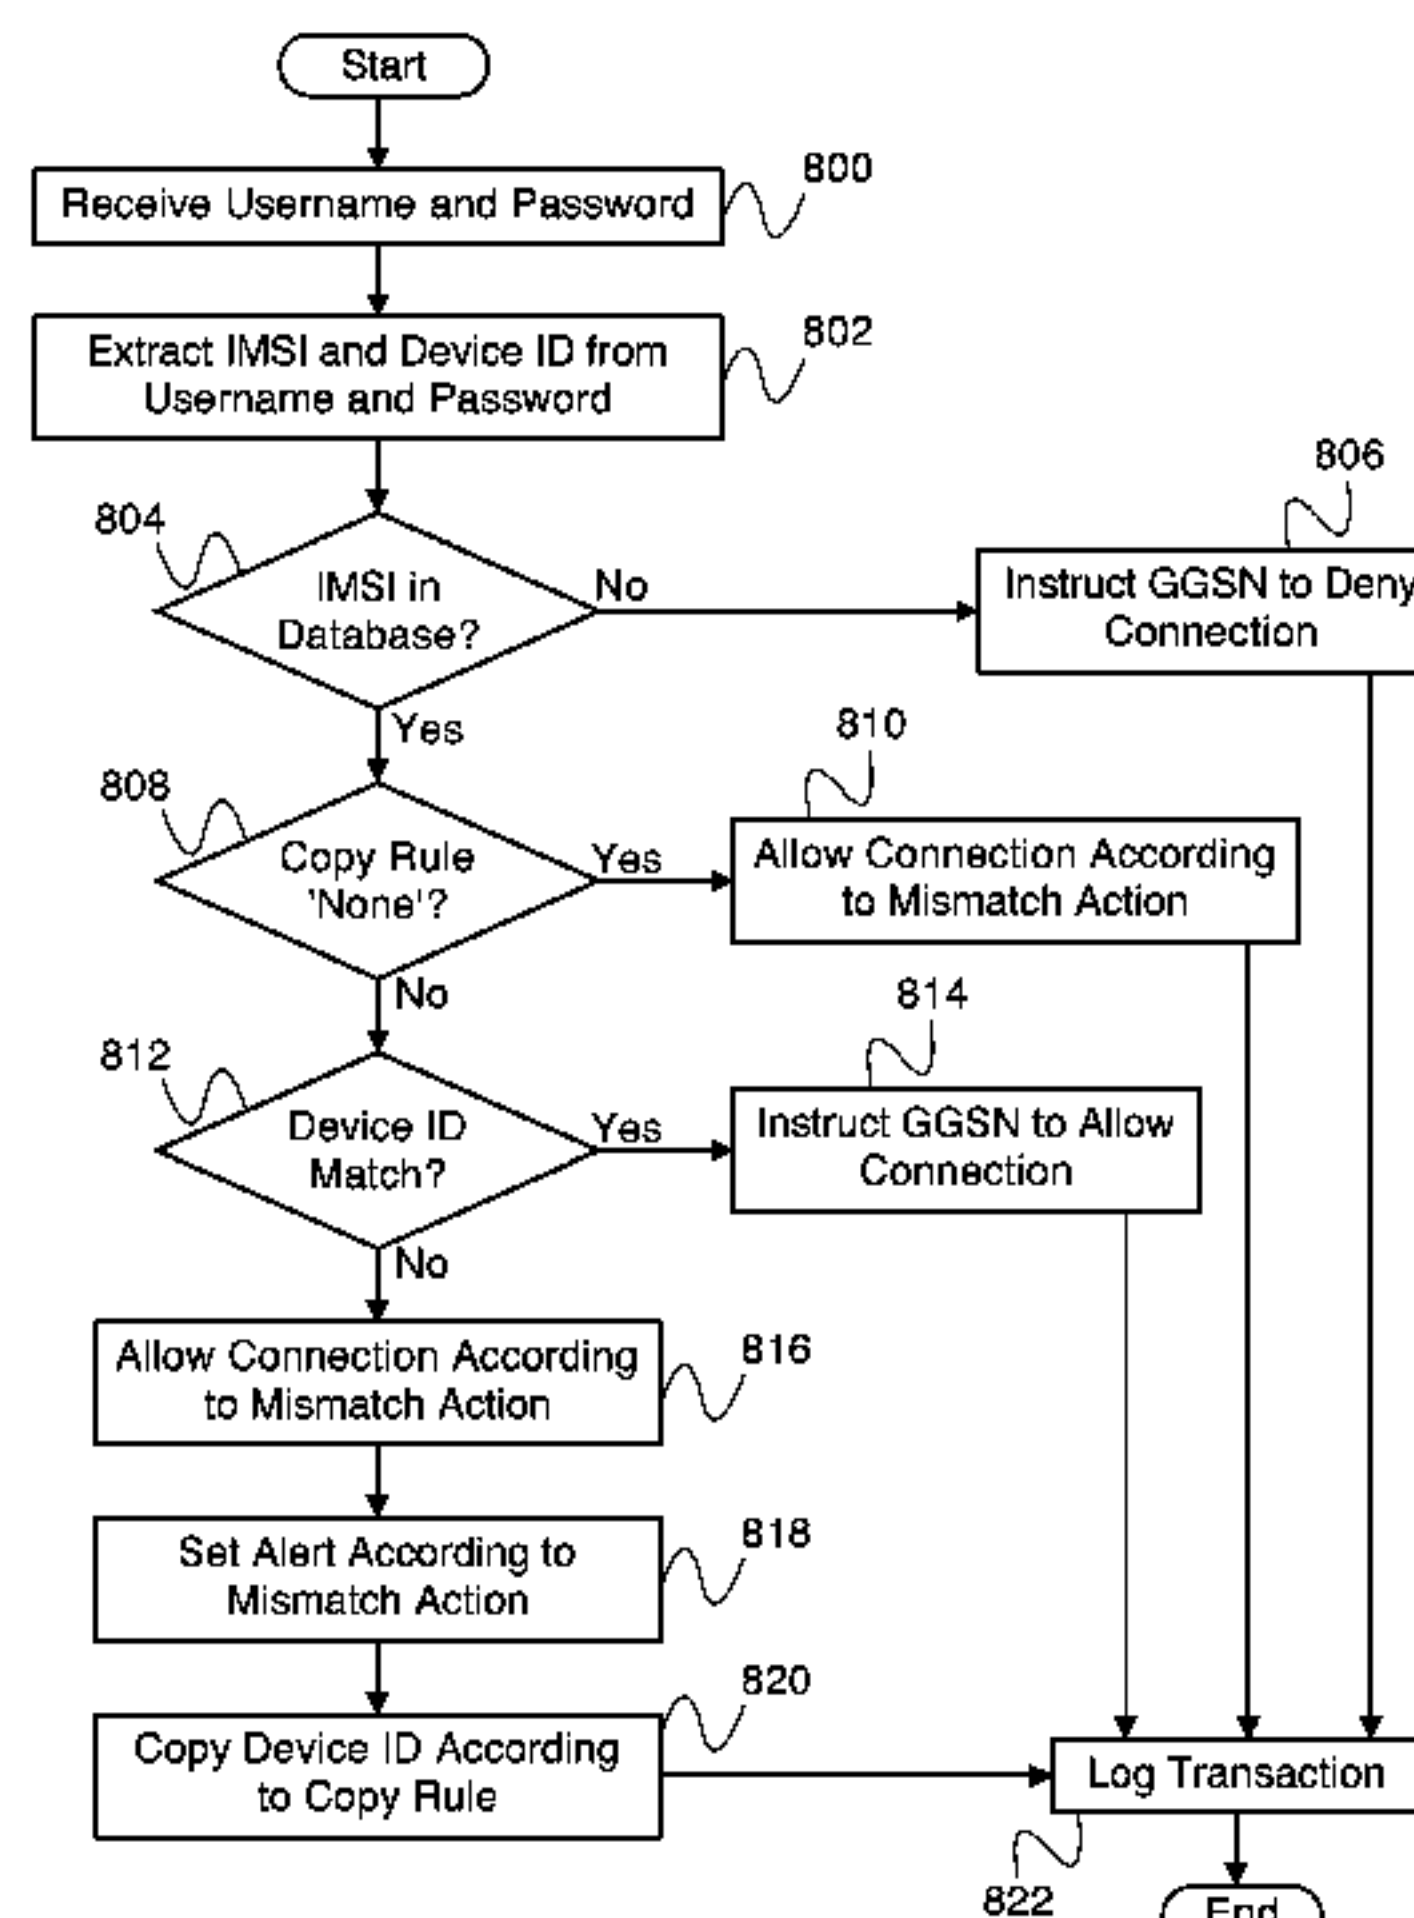 Start
Receive Username and Password
800
Extract IMSI and Device ID from
Username and Password
802
804
IMSI in
Database?
No
806
Instruct GGSN to Deny
Connection
Yes
808
Copy Rule
'None'?
Yes
810
Allow Connection According
to Mismatch Action
No
812
Device ID
Match?
Yes
814
Instruct GGSN to Allow
Connection
No
Allow Connection According
to Mismatch Action
816
Set Alert According to
Mismatch Action
818
Copy Device ID According
to Copy Rule
820
Log Transaction
822
End